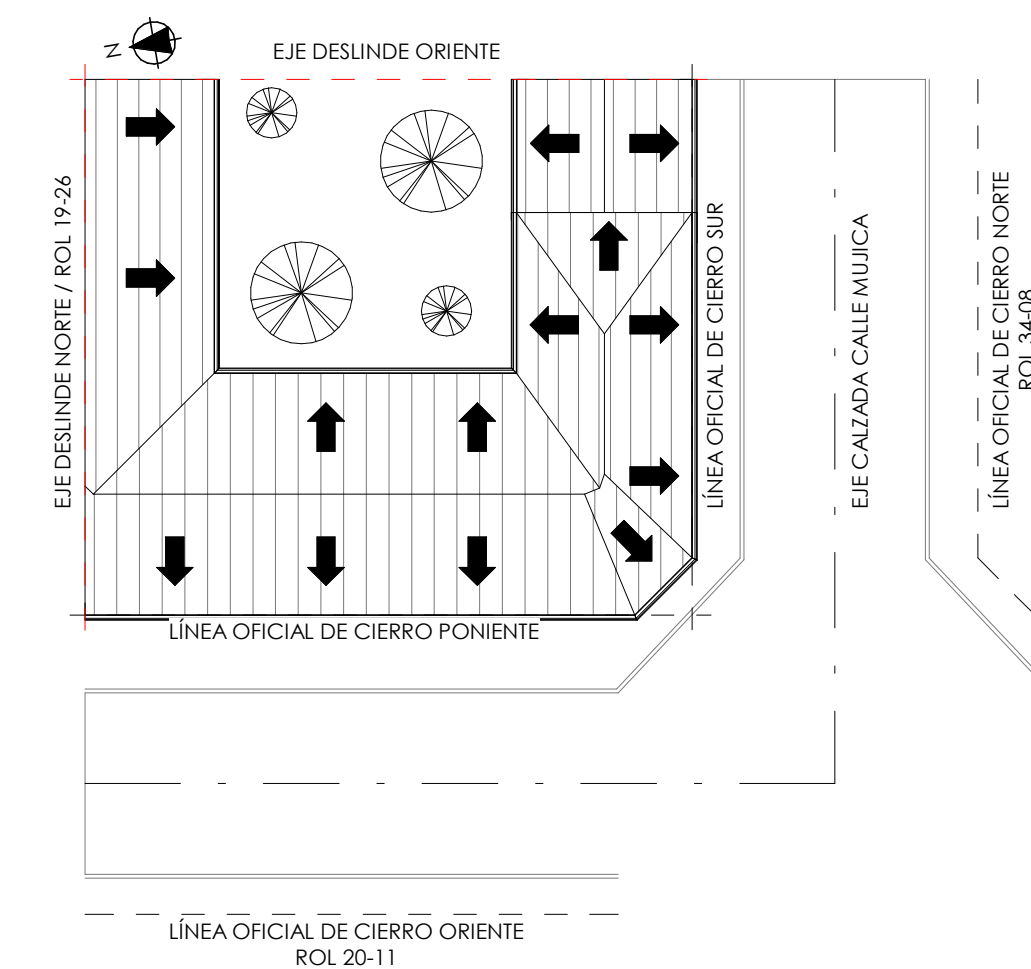 N
EJE DESLINDE ORIENTE
EJE DESLINDE NORTE / ROL 19-26
LÍNEA OFICIAL DE CIERRO SUR
EJE CALZADA CALLE MUJICA
LÍNEA OFICIAL DE CIERRO NORTE
ROL 34-08
LÍNEA OFICIAL DE CIERRO PONIENTE
LÍNEA OFICIAL DE CIERRO ORIENTE
ROL 20-11